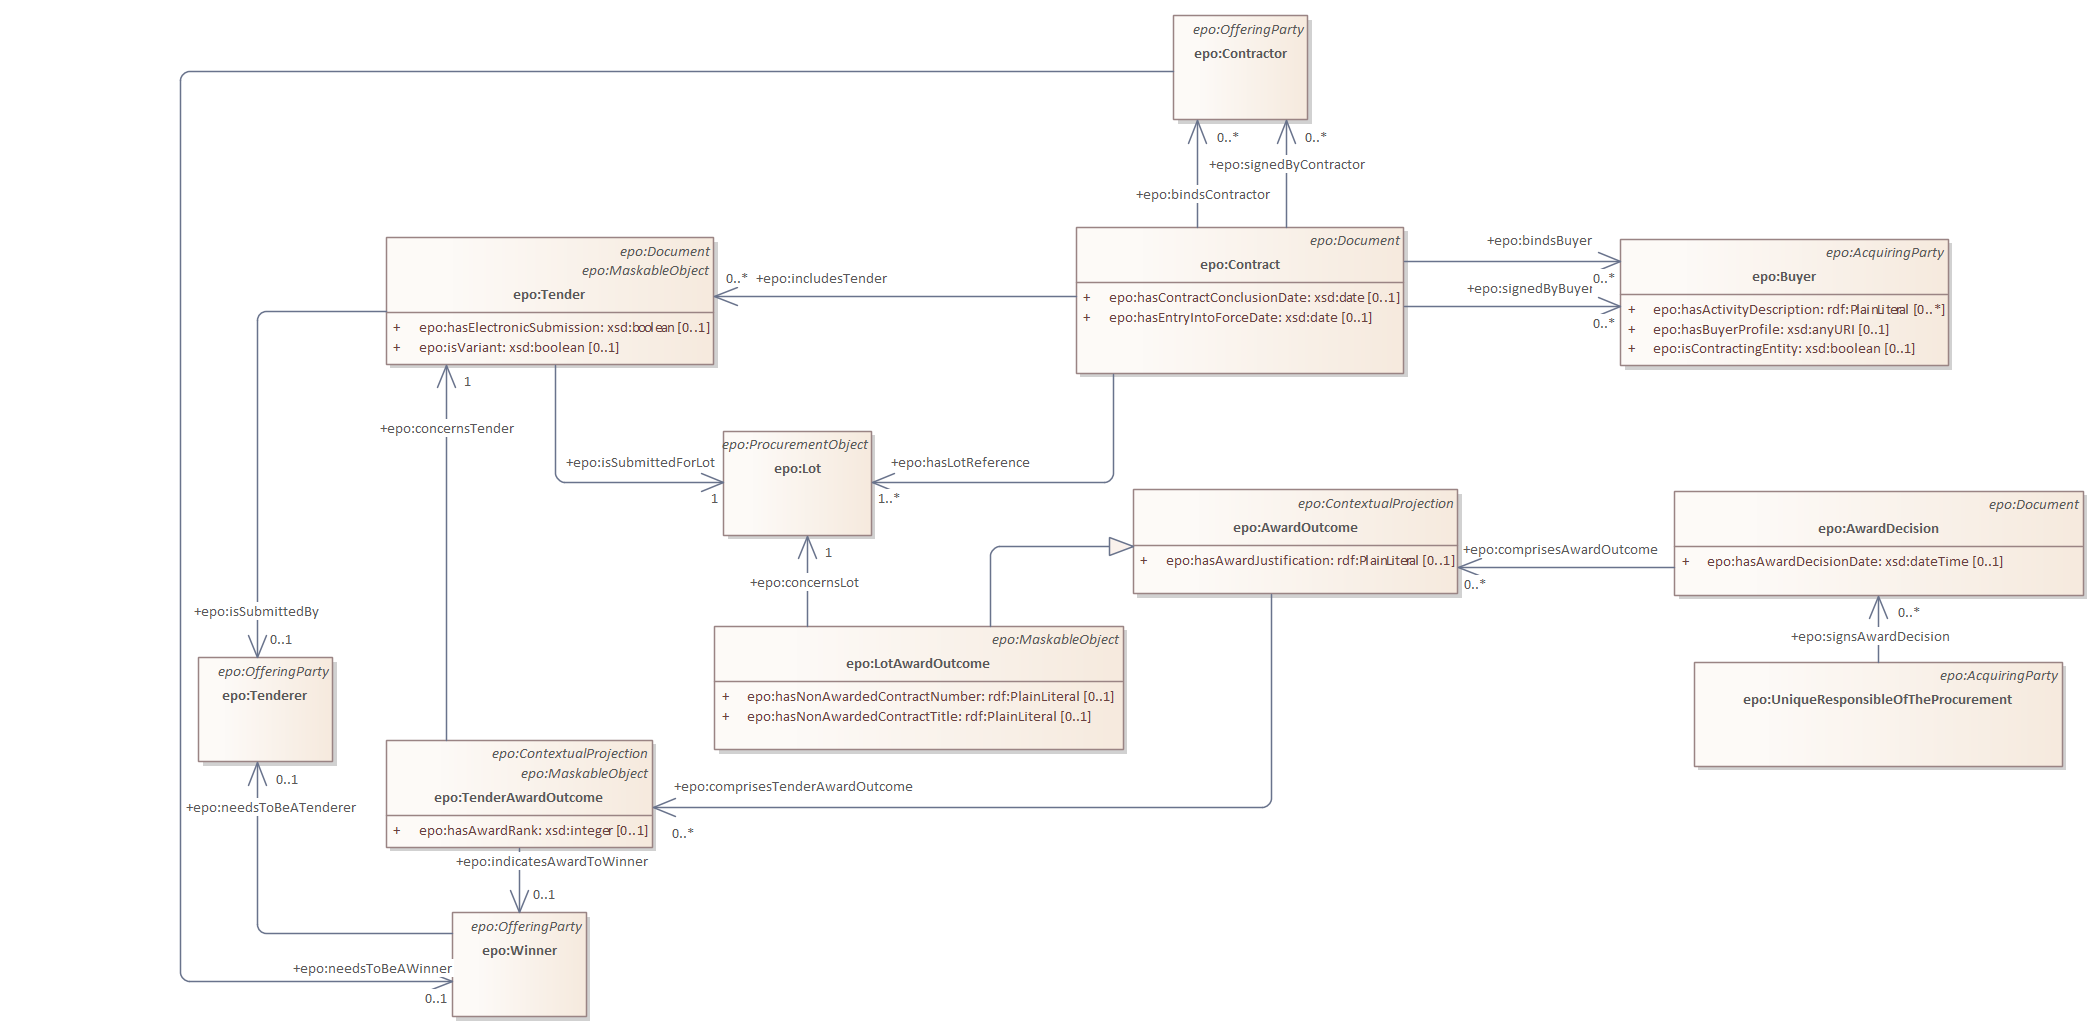 epo:OfferingParty
epo:Contractor
0..*
0..*
+epo:signedByContractor
+epo:bindsContractor
epo:Document
epo:MaskableObject
epo:Tender
+ epo:hasElectronicSubmission: xsd:boolean [0..1]
+ epo:isVariant: xsd:boolean [0..1]
0..*
+epo:includesTender
epo:Document
epo:Contract
+ epo:hasContractConclusionDate: xsd:date [0..1]
+ epo:hasEntryIntoForceDate: xsd:date [0..1]
+epo:bindsBuyer
0..*
+epo:signedByBuyer
0..*
epo:AcquiringParty
epo:Buyer
+ epo:hasActivityDescription: rdf:PlainLiteral [0..*]
+ epo:hasBuyerProfile: xsd:anyURI [0..1]
+ epo:isContractingEntity: xsd:boolean [0..1]
1
+epo:concernsTender
+epo:isSubmittedForLot
1
epo:ProcurementObject
epo:Lot
+epo:hasLotReference
1..*
1
+epo:concernsLot
epo:ContextualProjection
epo:AwardOutcome
+ epo:hasAwardJustification: rdf:PlainLiteral [0..1]
+epo:comprisesAwardOutcome
0..*
epo:Document
epo:AwardDecision
+ epo:hasAwardDecisionDate: xsd:dateTime [0..1]
0..*
+epo:signsAwardDecision
epo:AcquiringParty
epo:UniqueResponsibleOfTheProcurement
+epo:isSubmittedBy
0..1
epo:OfferingParty
epo:Tenderer
0..1
+epo:needsToBeATenderer
epo:MaskableObject
epo:LotAwardOutcome
+ epo:hasNonAwardedContractNumber: rdf:PlainLiteral [0..1]
+ epo:hasNonAwardedContractTitle: rdf:PlainLiteral [0..1]
epo:ContextualProjection
epo:MaskableObject
epo:TenderAwardOutcome
+ epo:hasAwardRank: xsd:integer [0..1]
+epo:comprisesTenderAwardOutcome
0..*
+epo:indicatesAwardToWinner
0..1
epo:OfferingParty
epo:Winner
+epo:needsToBeAWinner
0..1